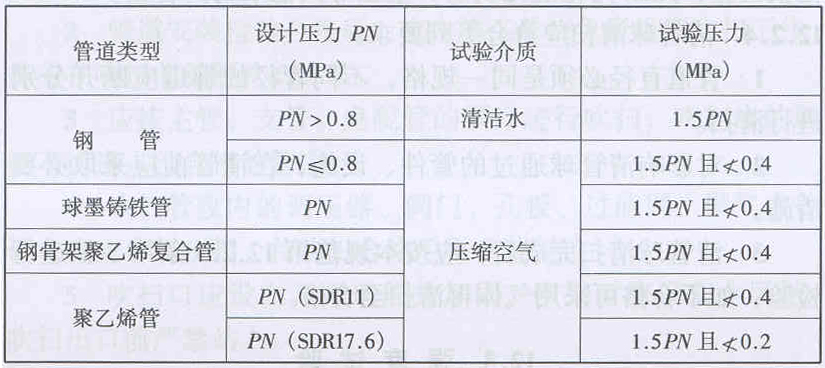 管道类型 设计压力 PN (MPa) 试验介质 试验压力 (MPa)
钢 管 PN>0.8 清洁水 1.5PN
PN≤0.8 压缩空气 1.5PN 且≮0.4
球墨铸铁管 PN 1.5PN 且≮0.4
钢骨架聚乙烯复合管 PN 1.5PN 且≮0.4
聚乙烯管 PN (SDR11) 1.5PN 且≮0.4
PN (SDR17.6) 1.5PN 且≮0.2